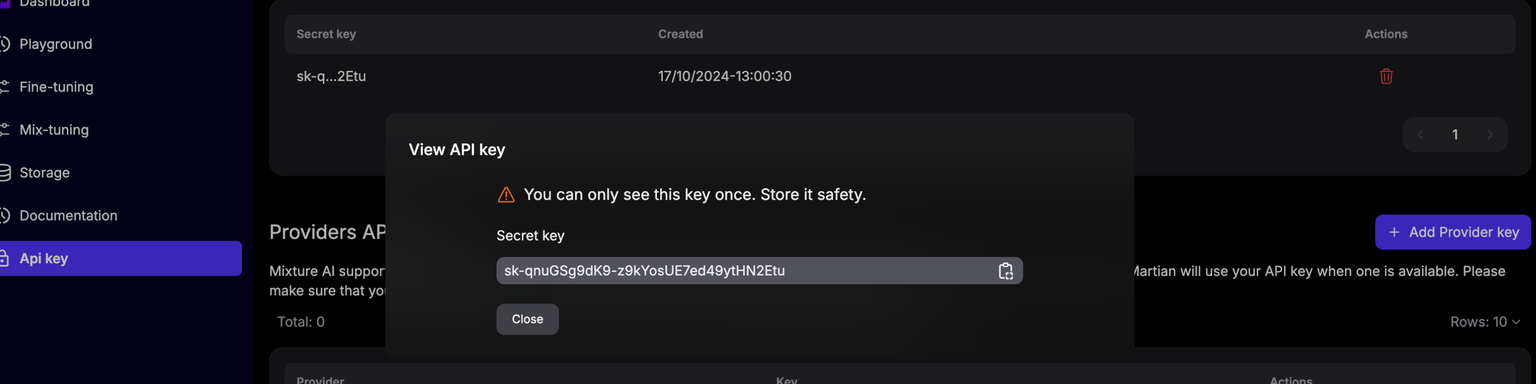 Dashboard
Playground
Fine-tuning
Mix-tuning
Storage
Documentation
Api key
Secret key Created Actions
sk-q...2Etu 17/10/2024-13:00:30
1
View API key
You can only see this key once. Store it safety.
Secret key
sk-qnuGSg9dK9-z9kYosUE7ed49ytHN2Etu
Close
Providers AP
+ Add Provider key
Mixture AI suppor Martian will use your API key when one is available. Please
make sure that you
Total: 0 Rows: 10
Provider Key Actions